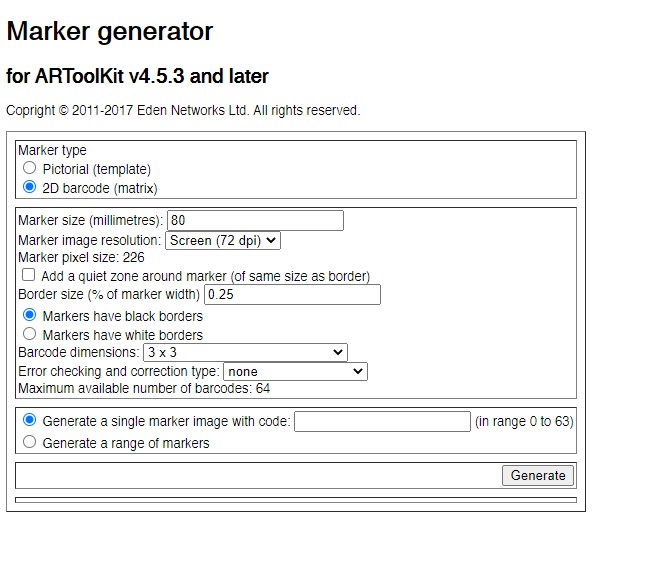 Marker generator
for ARToolKit v4.5.3 and later
Copright © 2011-2017 Eden Networks Ltd. All rights reserved.
Marker type
Pictorial (template)
2D barcode (matrix)
Marker size (millimetres): 80
Marker image resolution: Screen (72 dpi)
Marker pixel size: 226
Add a quiet zone around marker (of same size as border)
Border size (% of marker width) 0.25
Markers have black borders
Markers have white borders
Barcode dimensions: 3 x 3
Error checking and correction type: none
Maximum available number of barcodes: 64
Generate a single marker image with code: (in range 0 to 63)
Generate a range of markers
Generate